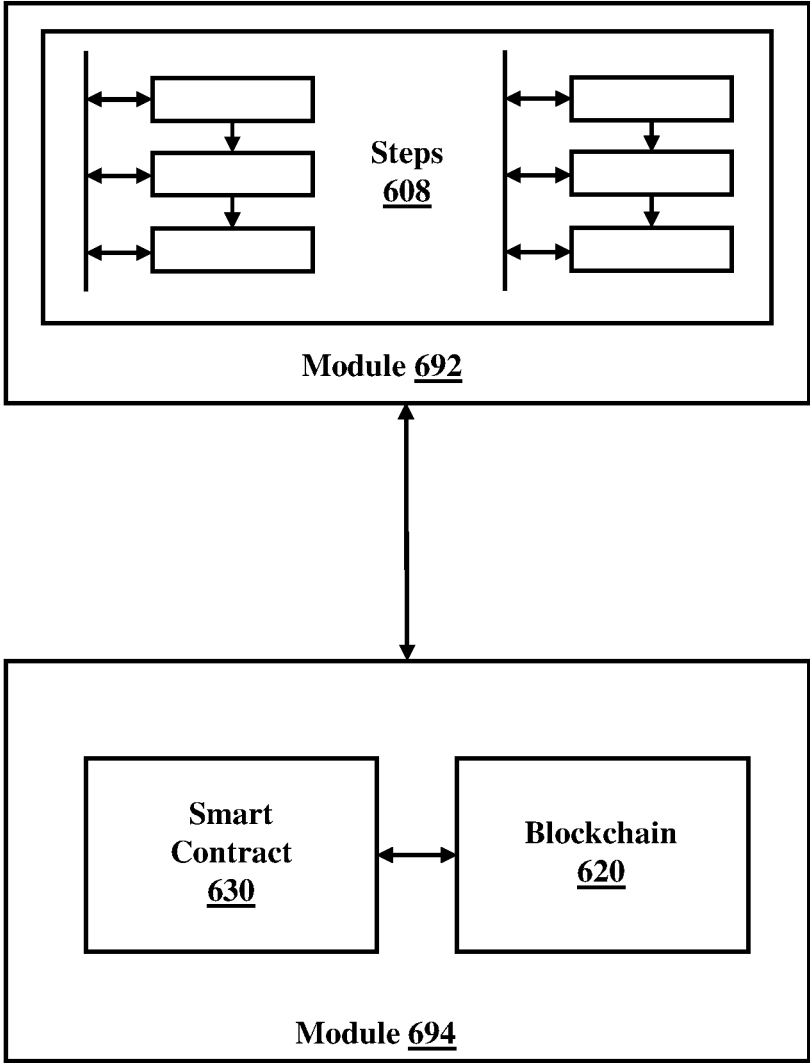 Steps
608
Module 692
Smart
Contract
630
Blockchain
620
Module 694